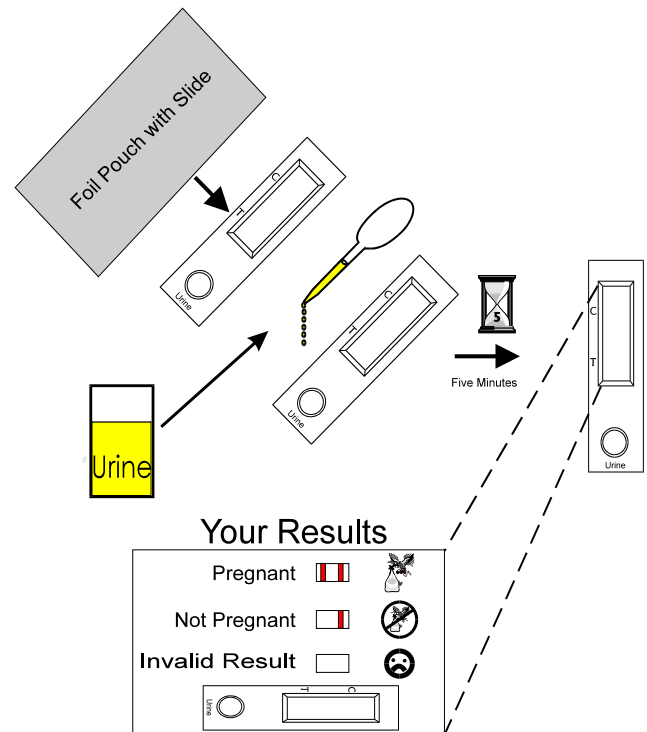 Foil Pouch with Slide
C
T
Urine
C
T
Urine
5
Five Minutes
C
T
Urine
Urine
Your Results
Pregnant
Not Pregnant
Invalid Result
Urine
T
C